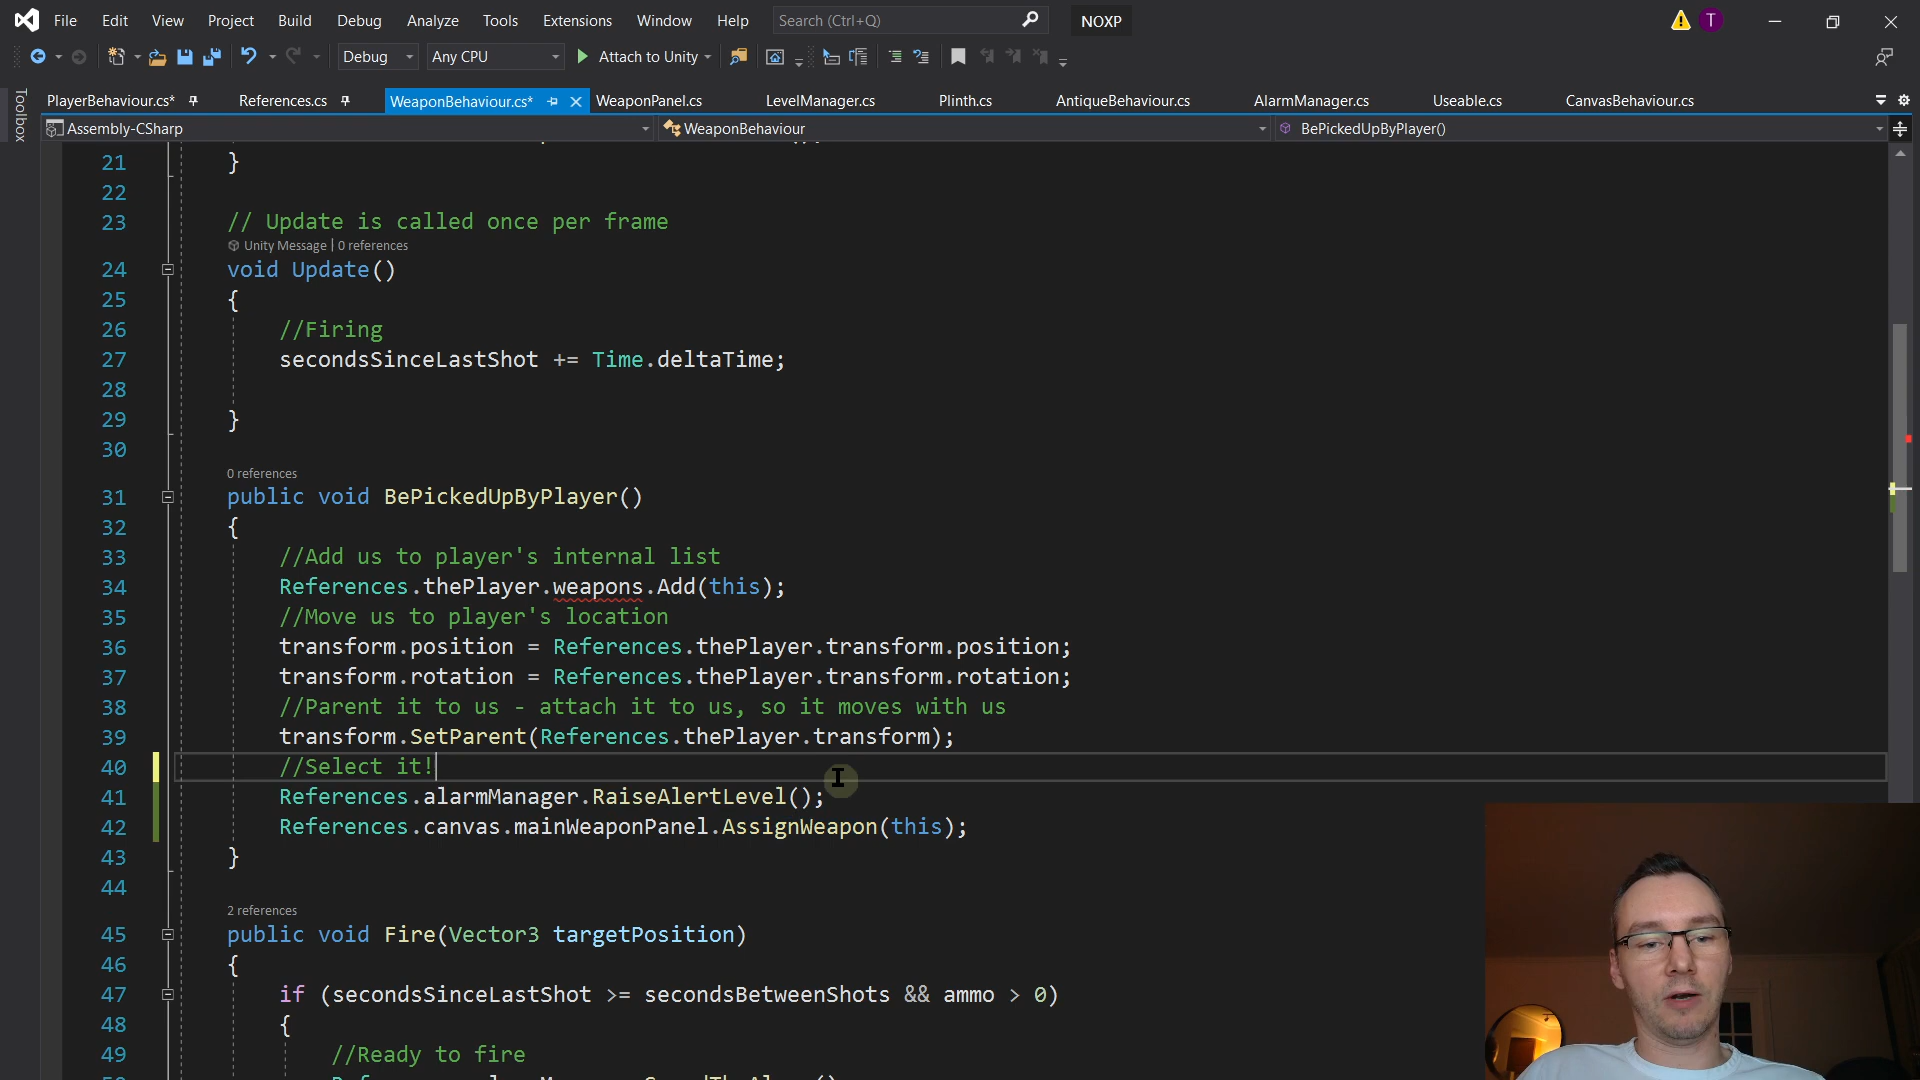 File Edit View Project Build Debug Analyze Tools Extensions Window Help Search (Ctrl+Q) NOXP T
Debug Any CPU Attach to Unity
Toolbox
PlayerBehaviour.cs* References.cs WeaponBehaviour.cs* WeaponPanel.cs LevelManager.cs Plinth.cs AntiqueBehaviour.cs AlarmManager.cs Useable.cs CanvasBehaviour.cs
Assembly-CSharp WeaponBehaviour BePickedUpByPlayer()
21 }
22
23 // Update is called once per frame
Unity Message | 0 references
24 void Update()
25 {
26 //Firing
27 secondsSinceLastShot += Time.deltaTime;
28
29 }
30
0 references
31 public void BePickedUpByPlayer()
32 {
33 //Add us to player's internal list
34 References.thePlayer.weapons.Add(this);
35 //Move us to player's location
36 transform.position = References.thePlayer.transform.position;
37 transform.rotation = References.thePlayer.transform.rotation;
38 //Parent it to us - attach it to us, so it moves with us
39 transform.SetParent(References.thePlayer.transform);
40 //Select it!
41 References.alarmManager.RaiseAlertLevel();
42 References.canvas.mainWeaponPanel.AssignWeapon(this);
43 }
44
2 references
45 public void Fire(Vector3 targetPosition)
46 {
47 if (secondsSinceLastShot >= secondsBetweenShots && ammo > 0)
48 {
49 //Ready to fire